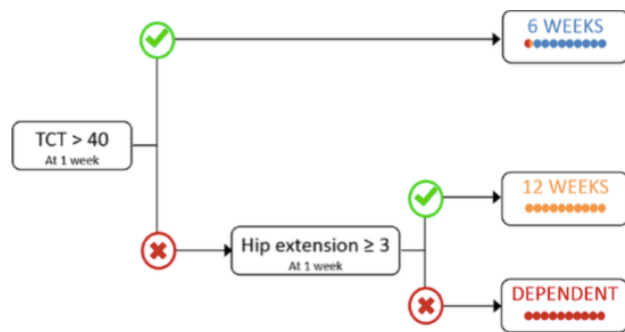 6 WEEKS
TCT > 40
At 1 week
12 WEEKS
Hip extension ≥ 3
At 1 week
DEPENDENT